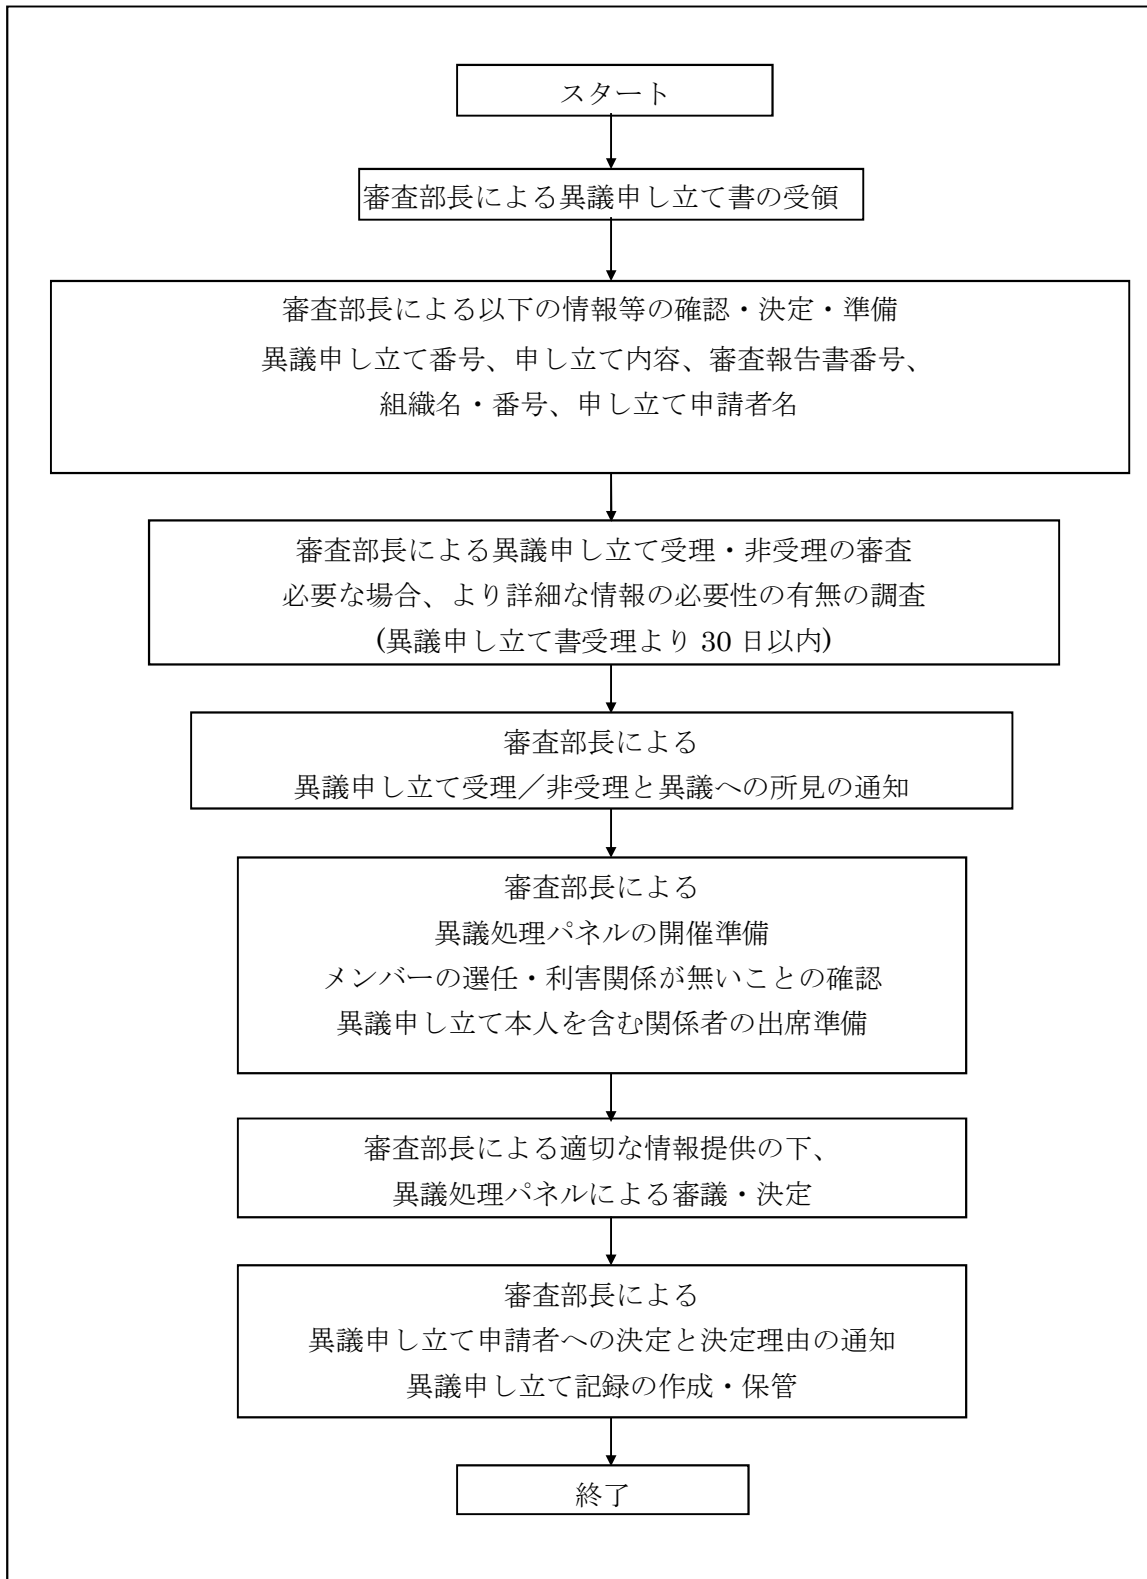 スタート
審査部長による異議申し立て書の受領
審査部長による以下の情報等の確認・決定・準備
異議申し立て番号、申し立て内容、審査報告書番号、
組織名・番号、申し立て申請者名
審査部長による異議申し立て受理・非受理の審査
必要な場合、より詳細な情報の必要性の有無の調査
(異議申し立て書受理より 30 日以内)
審査部長による
異議申し立て受理／非受理と異議への所見の通知
審査部長による
異議処理パネルの開催準備
メンバーの選任・利害関係が無いことの確認
異議申し立て本人を含む関係者の出席準備
審査部長による適切な情報提供の下、
異議処理パネルによる審議・決定
審査部長による
異議申し立て申請者への決定と決定理由の通知
異議申し立て記録の作成・保管
終了